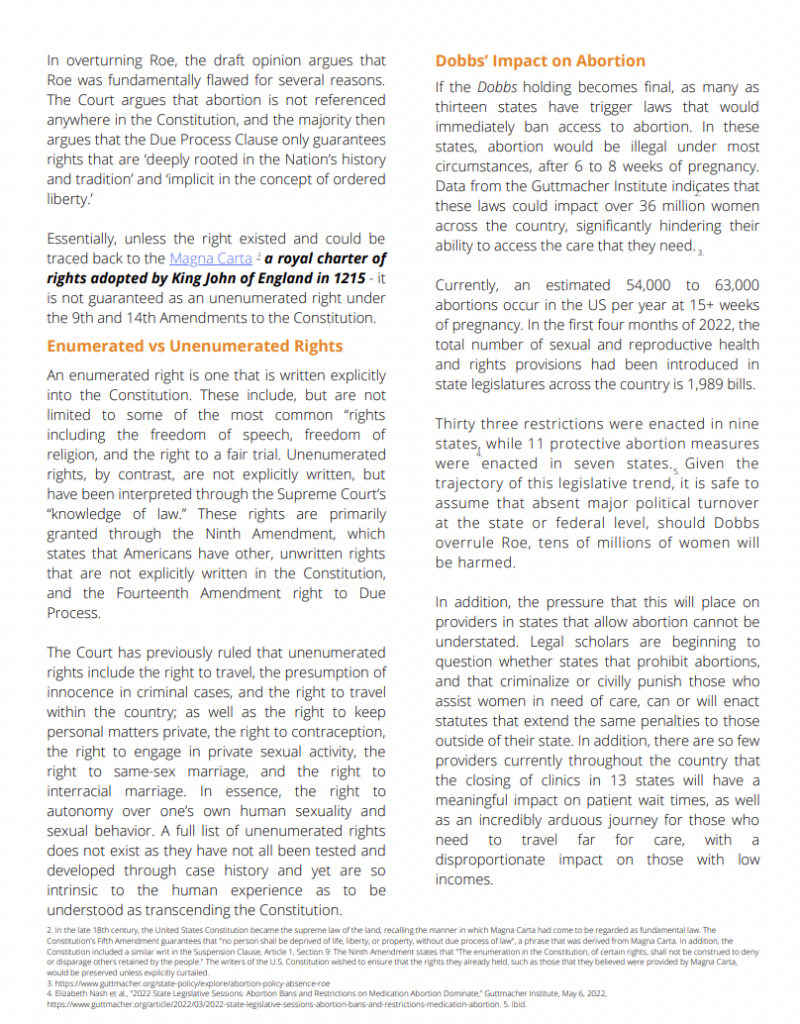 In overturning Roe, the draft opinion argues that
Roe was fundamentally flawed for several reasons.
The Court argues that abortion is not referenced
anywhere in the Constitution, and the majority then
argues that the Due Process Clause only guarantees
rights that are ‘deeply rooted in the Nation’s history
and tradition’ and ‘implicit in the concept of ordered
liberty.’
Essentially, unless the right existed and could be
traced back to the Magna Carta 2 - a royal charter of
rights adopted by King John of England in 1215 - it
is not guaranteed as an unenumerated right under
the 9th and 14th Amendments to the Constitution.
Enumerated vs Unenumerated Rights
An enumerated right is one that is written explicitly
into the Constitution. These include, but are not
limited to some of the most common “rights
including the freedom of speech, freedom of
religion, and the right to a fair trial. Unenumerated
rights, by contrast, are not explicitly written, but
have been interpreted through the Supreme Court’s
“knowledge of law.” These rights are primarily
granted through the Ninth Amendment, which
states that Americans have other, unwritten rights
that are not explicitly written in the Constitution,
and the Fourteenth Amendment right to Due
Process.
The Court has previously ruled that unenumerated
rights include the right to travel, the presumption of
innocence in criminal cases, and the right to travel
within the country; as well as the right to keep
personal matters private, the right to contraception,
the right to engage in private sexual activity, the
right to same-sex marriage, and the right to
interracial marriage. In essence, the right to
autonomy over one’s own human sexuality and
sexual behavior. A full list of unenumerated rights
does not exist as they have not all been tested and
developed through case history and yet are so
intrinsic to the human experience as to be
understood as transcending the Constitution.
Dobbs’ Impact on Abortion
If the Dobbs holding becomes final, as many as
thirteen states have trigger laws that would
immediately ban access to abortion. In these
states, abortion would be illegal under most
circumstances, after 6 to 8 weeks of pregnancy.
Data from the Guttmacher Institute indicates that
these laws could impact over 36 million women
across the country, significantly hindering their
ability to access the care that they need. 3.
Currently, an estimated 54,000 to 63,000
abortions occur in the US per year at 15+ weeks
of pregnancy. In the first four months of 2022, the
total number of sexual and reproductive health
and rights provisions had been introduced in
state legislatures across the country is 1,989 bills.
Thirty three restrictions were enacted in nine
states, 4. while 11 protective abortion measures
were enacted in seven states. 5. Given the
trajectory of this legislative trend, it is safe to
assume that absent major political turnover
at the state or federal level, should Dobbs
overrule Roe, tens of millions of women will
be harmed.
In addition, the pressure that this will place on
providers in states that allow abortion cannot be
understated. Legal scholars are beginning to
question whether states that prohibit abortions,
and that criminalize or civilly punish those who
assist women in need of care, can or will enact
statutes that extend the same penalties to those
outside of their state. In addition, there are so few
providers currently throughout the country that
the closing of clinics in 13 states will have a
meaningful impact on patient wait times, as well
as an incredibly arduous journey for those who
need to travel far for care, with a
disproportionate impact on those with low
incomes.
2. In the late 18th century, the United States Constitution became the supreme law of the land, recalling the manner in which Magna Carta had come to be regarded as fundamental law. The
Constitution's Fifth Amendment guarantees that "no person shall be deprived of life, liberty, or property, without due process of law", a phrase that was derived from Magna Carta. In addition, the
Constitution included a similar writ in the Suspension Clause, Article 1, Section 9: The Ninth Amendment states that "The enumeration in the Constitution, of certain rights, shall not be construed to deny
or disparage others retained by the people." The writers of the U.S. Constitution wished to ensure that the rights they already held, such as those that they believed were provided by Magna Carta,
would be preserved unless explicitly curtailed.
3. https://www.guttmacher.org/state-policy/explore/abortion-policy-absence-roe
4. Elizabeth Nash et al., "2022 State Legislative Sessions: Abortion Bans and Restrictions on Medication Abortion Dominate," Guttmacher Institute, May 6, 2022,
https://www.guttmacher.org/article/2022/03/2022-state-legislative-sessions-abortion-bans-and-restrictions-medication-abortion. 5. Ibid.